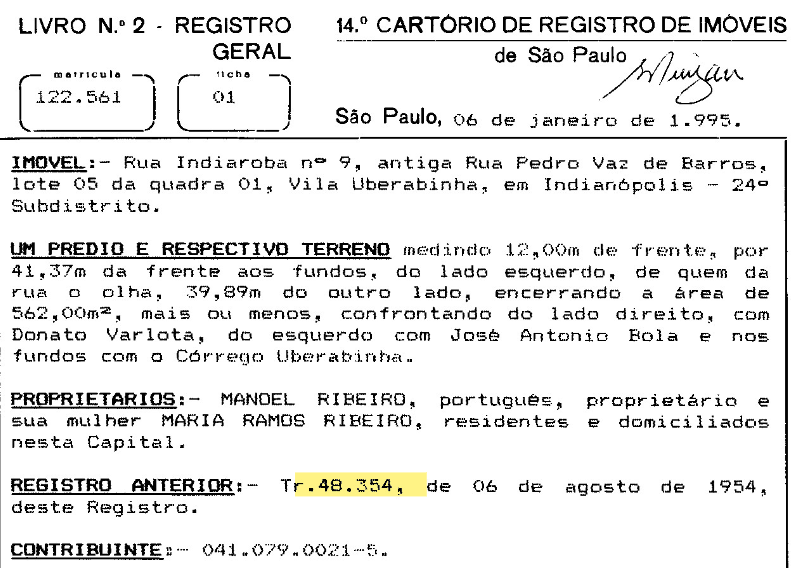 LIVRO N.º 2 - REGISTRO GERAL
14.º CARTÓRIO DE REGISTRO DE IMÓVEIS
de São Paulo
matrícula
122.561
ficha
01
São Paulo, 06 de janeiro de 1.995.
IMOVEL:- Rua Indiaroba nº 9, antiga Rua Pedro Vaz de Barros,
lote 05 da quadra 01, Vila Uberabinha, em Indianópolis - 24º
Subdistrito.
UM PREDIO E RESPECTIVO TERRENO medindo 12,00m de frente, por
41,37m da frente aos fundos, do lado esquerdo, de quem da
rua o olha, 39,89m do outro lado, encerrando a área de
562,00m², mais ou menos, confrontando do lado direito, com
Donato Varlota, do esquerdo com José Antonio Bola e nos
fundos com o Córrego Uberabinha.
PROPRIETARIOS:- MANOEL RIBEIRO, português, proprietário e
sua mulher MARIA RAMOS RIBEIRO, residentes e domiciliados
nesta Capital.
REGISTRO ANTERIOR:- Tr.48.354, de 06 de agosto de 1954,
deste Registro.
CONTRIBUINTE:- 041.079.0021-5.